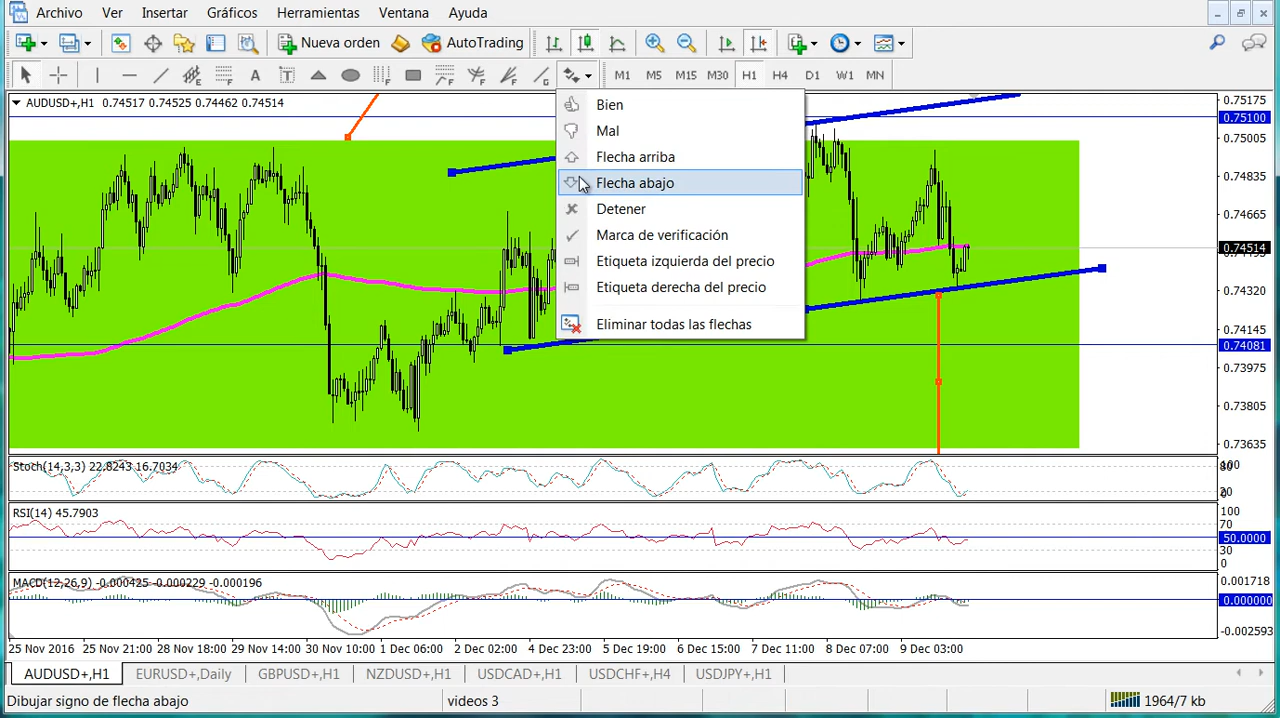 Archivo Ver Insertar Gráficos Herramientas Ventana Ayuda
Nueva orden AutoTrading
A T M1 M5 M15 M30 H1 H4 D1 W1 MN
AUDUSD+,H1 0.74517 0.74525 0.74462 0.74514
Bien
Mal
Flecha arriba
Flecha abajo
Detener
Marca de verificación
Etiqueta izquierda del precio
Etiqueta derecha del precio
Eliminar todas las flechas
0.75175
0.75100
0.75005
0.74835
0.74665
0.74514
0.74320
0.74145
0.74081
0.73975
0.73805
0.73635
Stoch(14,3,3) 22.8243 16.7034
100
80
20
0
RSI(14) 45.7903
100
70
50.0000
30
0
MACD(12,26,9) -0.000425 -0.000229 -0.000196
0.001718
0.000000
-0.002593
25 Nov 2016 25 Nov 21:00 28 Nov 18:00 29 Nov 14:00 30 Nov 10:00 1 Dec 06:00 2 Dec 02:00 4 Dec 23:00 5 Dec 19:00 6 Dec 15:00 7 Dec 11:00 8 Dec 07:00 9 Dec 03:00
AUDUSD+,H1 EURUSD+,Daily GBPUSD+,H1 NZDUSD+,H1 USDCAD+,H1 USDCHF+,H4 USDJPY+,H1
Dibujar signo de flecha abajo videos 3 1964/7 kb